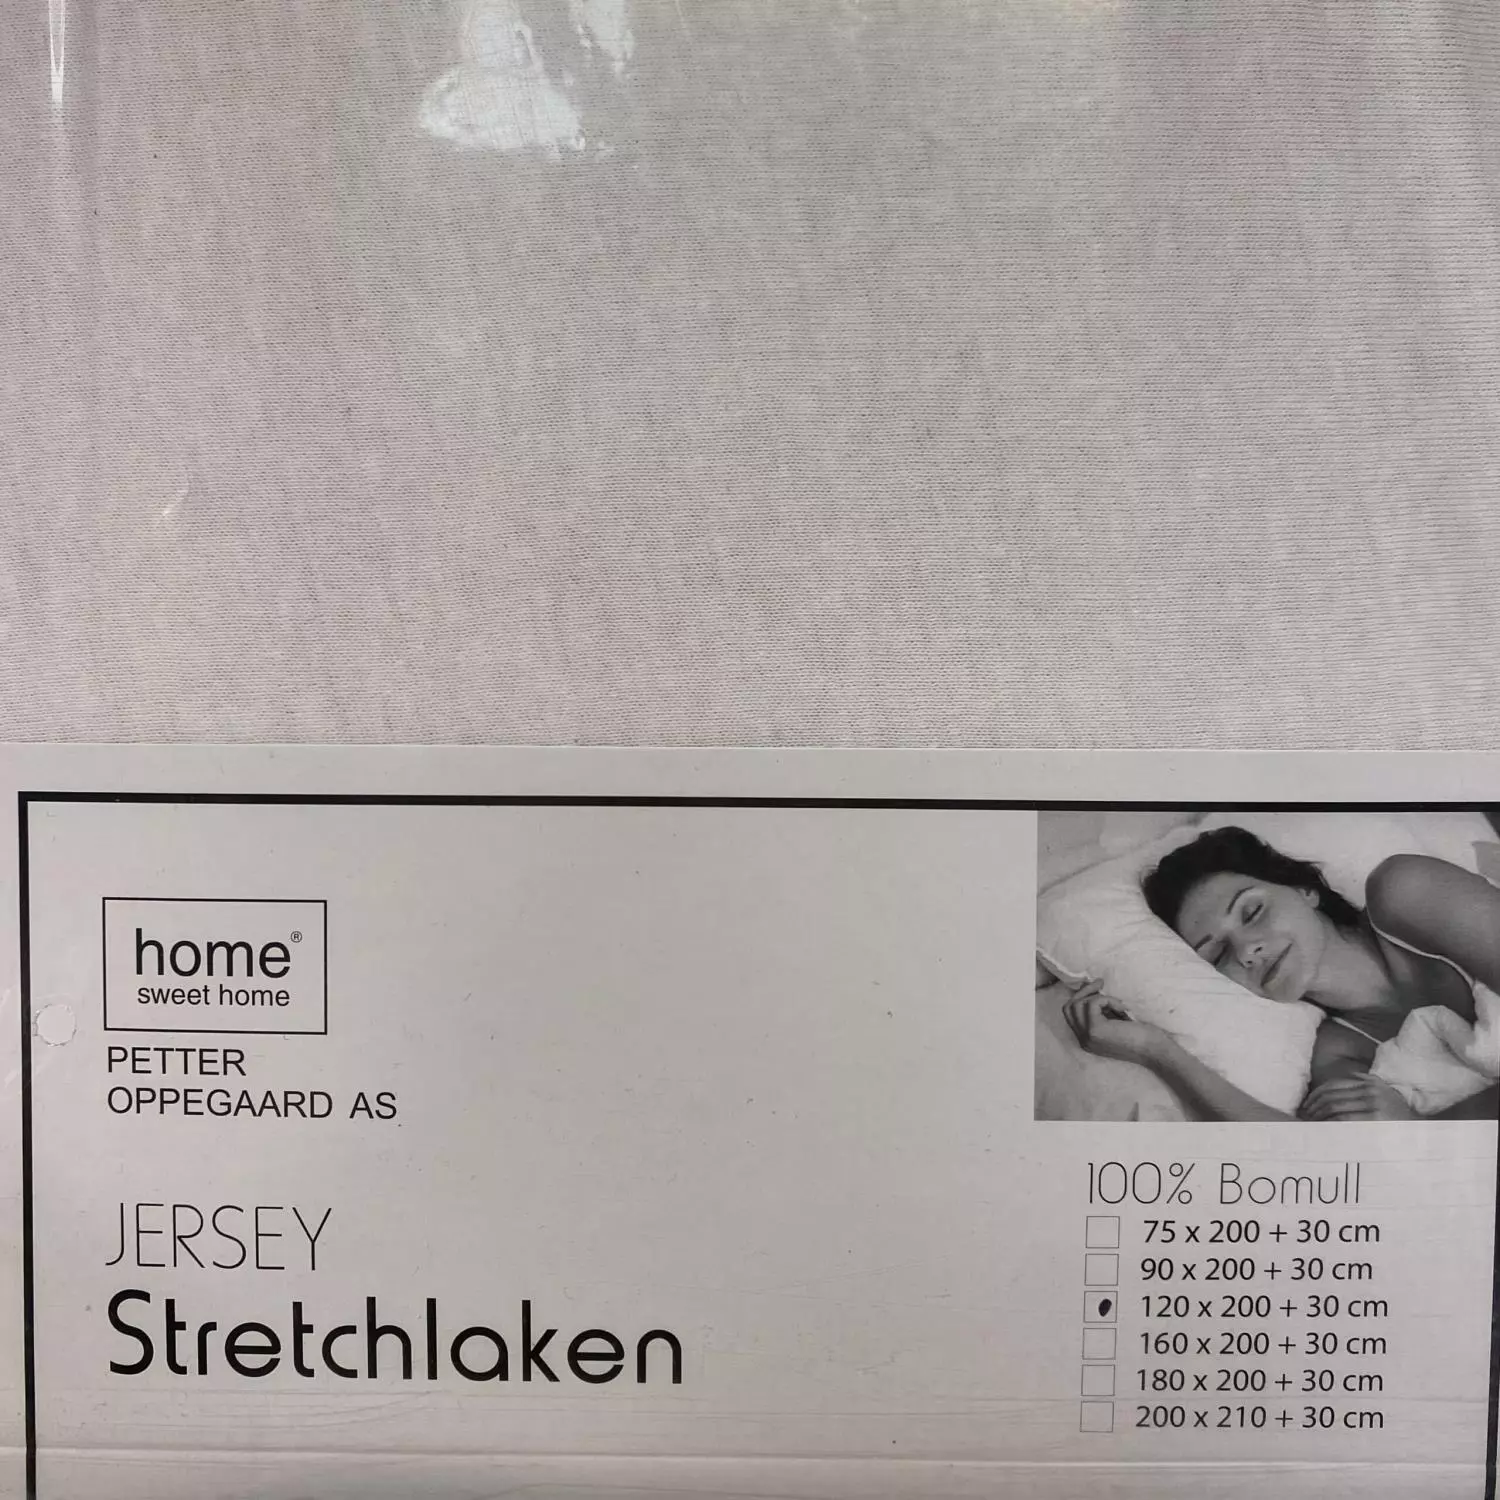 home®
sweet home
PETTER
OPPEGAARD AS
JERSEY
Stretchlaken
100% Bomull
75 x 200 + 30 cm
90 x 200 + 30 cm
120 x 200 + 30 cm
160 x 200 + 30 cm
180 x 200 + 30 cm
200 x 210 + 30 cm